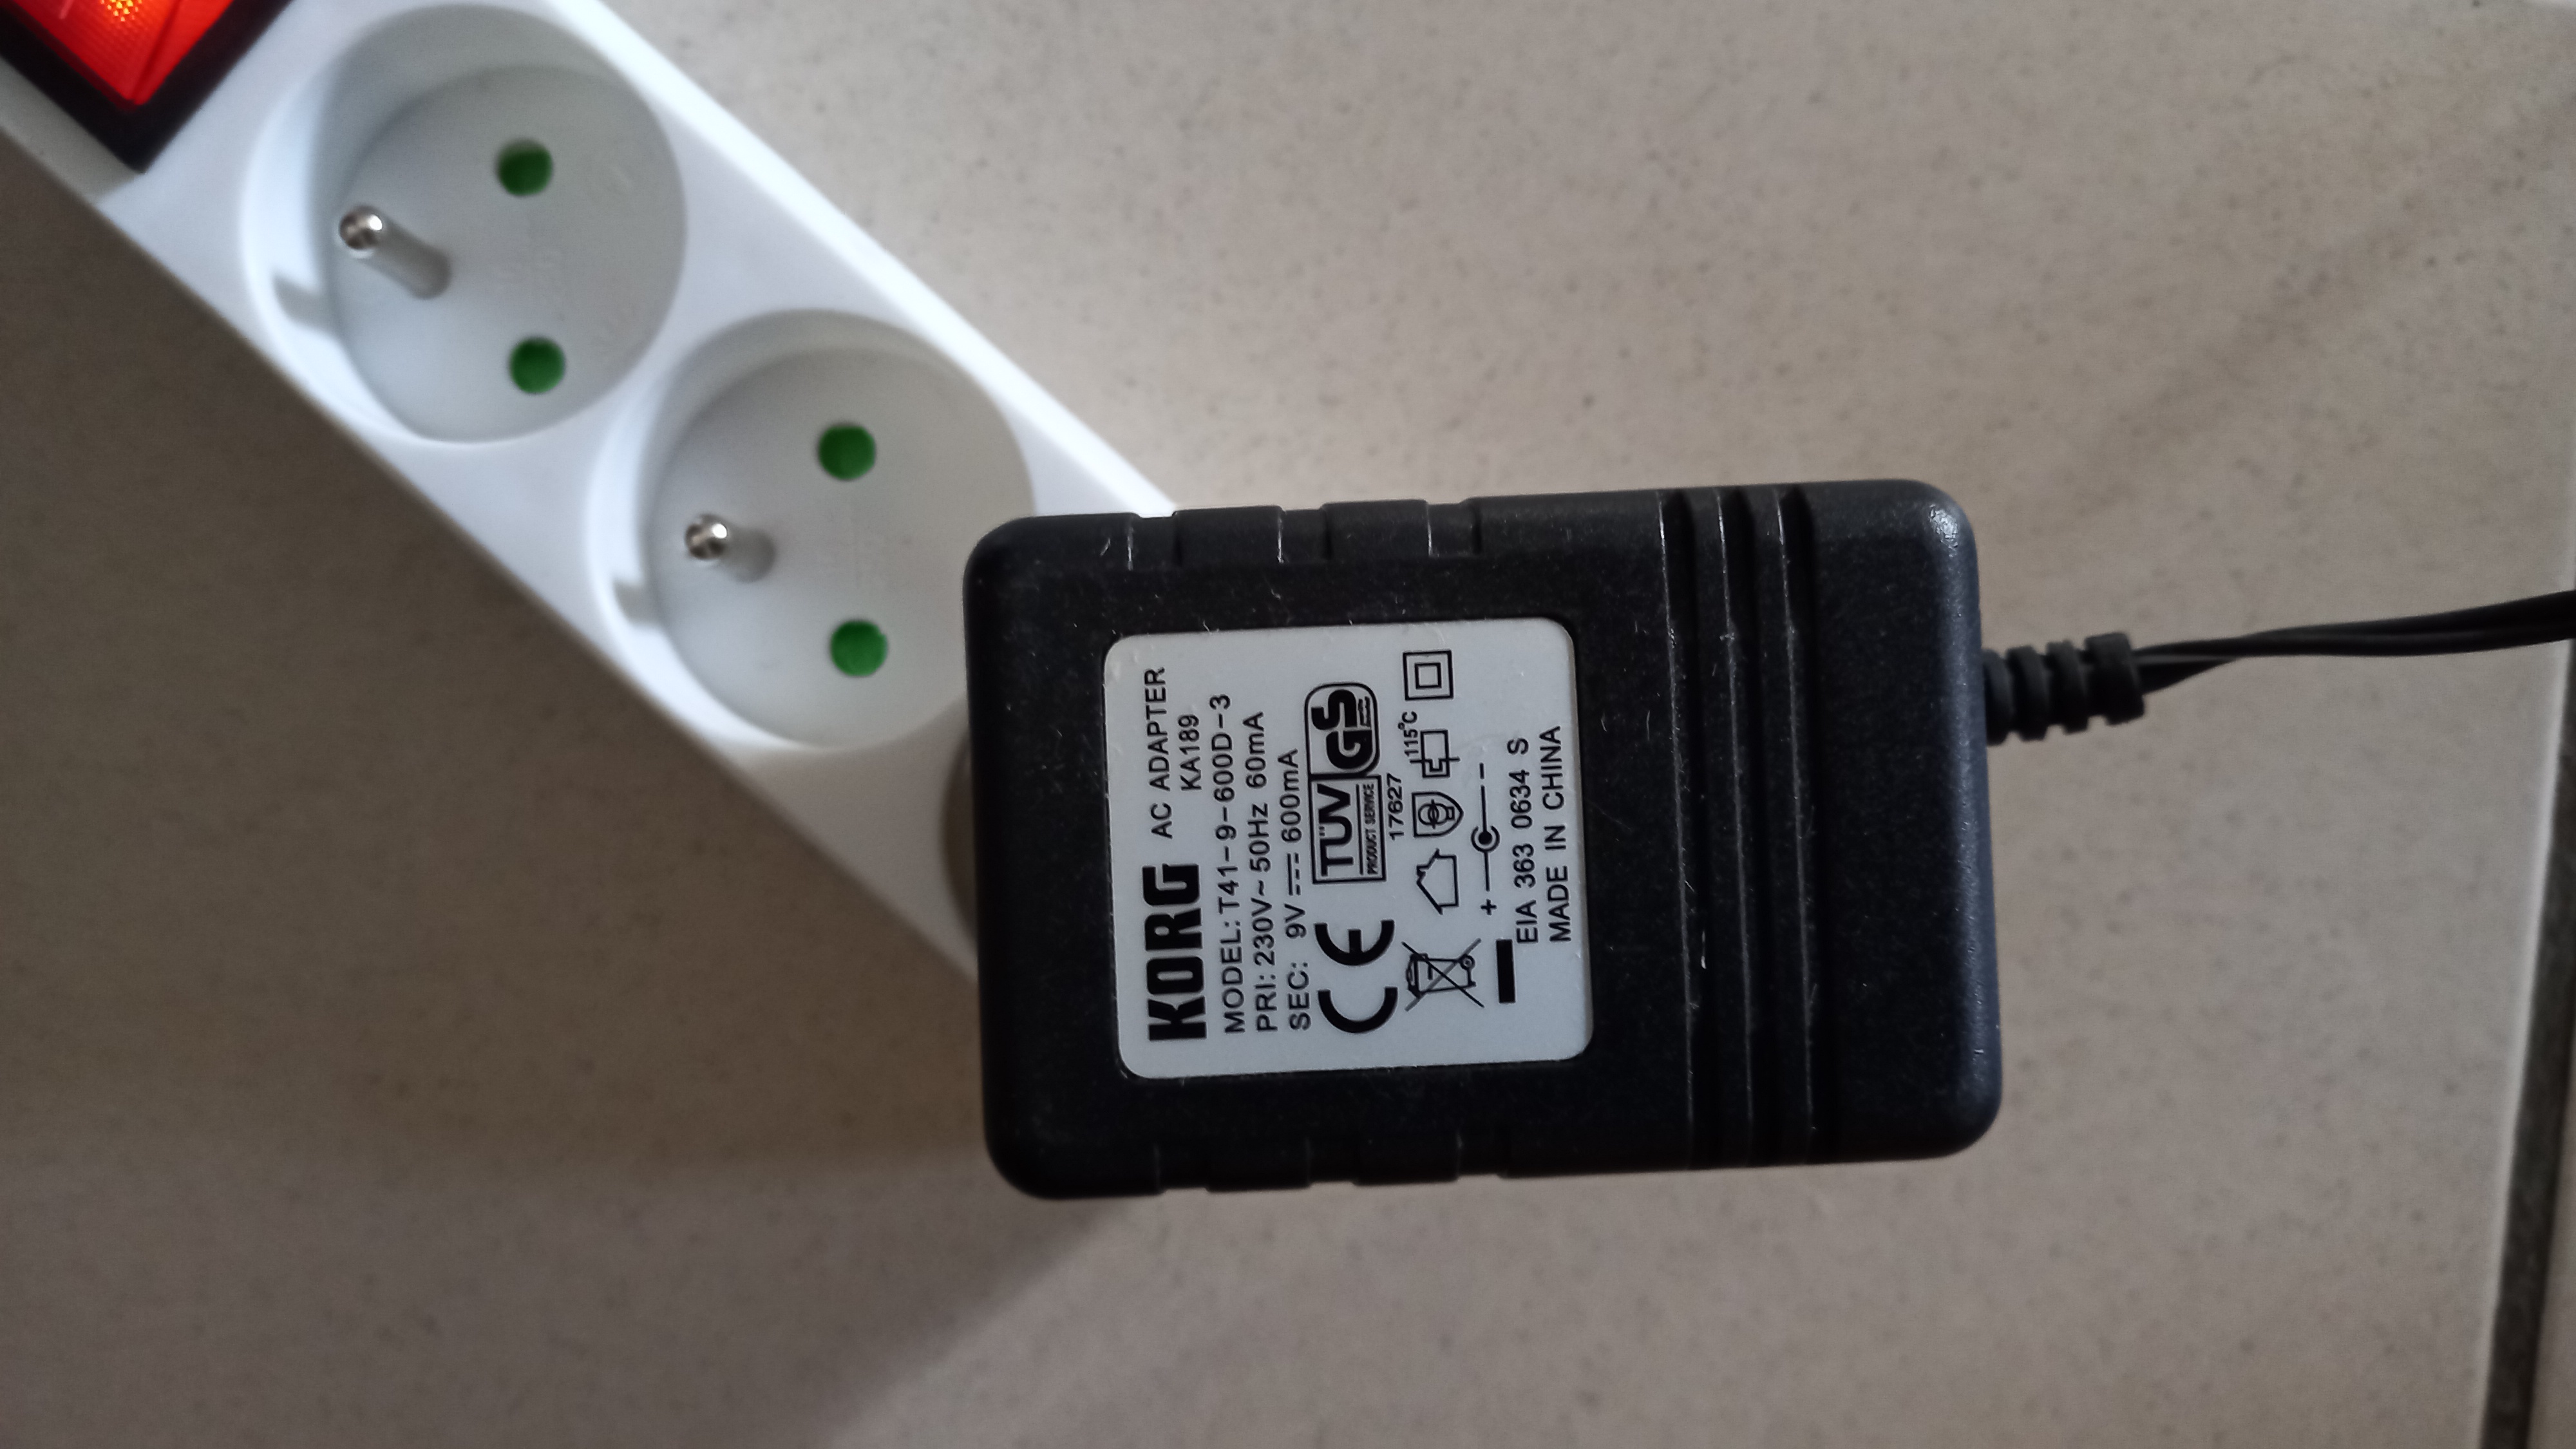 KORG AC ADAPTER
KA189
MODEL: T41-9-600D-3
PRI: 230V~ 50Hz 60mA
SEC: 9V⎓ 600mA
CE TÜV GS
PRODUCT SERVICE
17627
115°C
+ -
EIA 363 0634 S
MADE IN CHINA